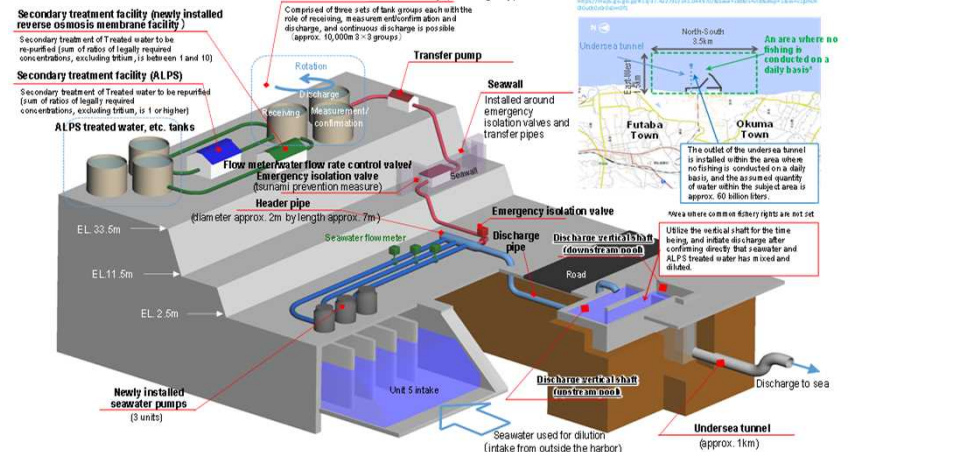 Secondary treatment facility (newly installed
reverse osmosis membrane facility)
Secondary treatment of Treated water to be
re-purified (sum of ratios of legally required
concentrations, excluding tritium, is between 1 and 10)
Secondary treatment facility (ALPS)
Secondary treatment of Treated water to be repurified
(sum of ratios of legally required
concentrations, excluding tritium, is 1 or higher)
ALPS treated water, etc. tanks
Comprised of three sets of tank groups each with the
role of receiving, measurement/confirmation and
discharge, and continuous discharge is possible
(approx. 10,000m3×3 groups)
Rotation
Discharge
Receiving
Measurement/
confirmation
Transfer pump
Seawall
Installed around
emergency
isolation valves and
transfer pipes
Seawall
Flow meter/water flow rate control valve/
Emergency isolation valve
(tsunami prevention measure)
Header pipe
(diameter approx. 2m by length approx. 7m)
Seawater flow meter
Emergency isolation valve
Discharge
pipe
Discharge vertical shaft
(downstream pool)
Road
EL.33.5m
EL.11.5m
EL.2.5m
Newly installed
seawater pumps
(3 units)
Unit 5 intake
Seawater used for dilution
(intake from outside the harbor)
Discharge vertical shaft
(upstream pool)
Discharge to sea
Undersea tunnel
(approx. 1km)
North-South
3.5km
East-West
1.5km
Undersea tunnel
An area where no
fishing is
conducted on a
daily basis*
Futaba
Town
Okuma
Town
The outlet of the undersea tunnel
is installed within the area where
no fishing is conducted on a daily
basis, and the assumed quantity
of water within the subject area is
approx. 60 billion liters.
*Area where common fishery rights are not set
Utilize the vertical shaft for the time
being, and initiate discharge after
confirming directly that seawater and
ALPS treated water has mixed and
diluted.